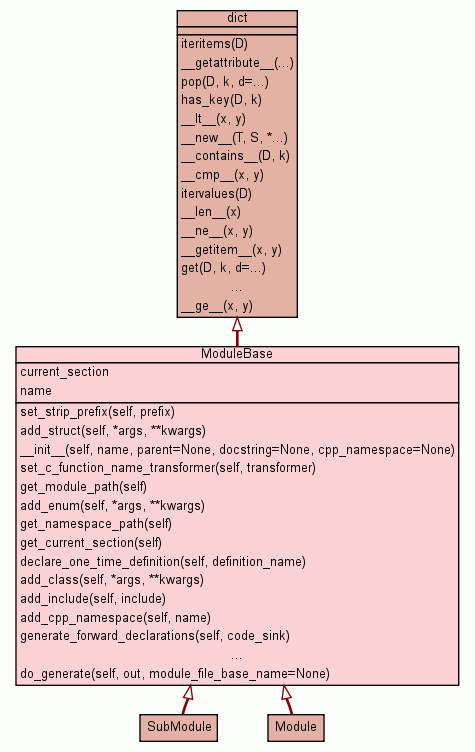 dict
iteritems(D)
__getattribute__(...)
pop(D, k, d=...)
has_key(D, k)
__lt__(x, y)
__new__(T, S, *...)
__contains__(D, k)
__cmp__(x, y)
itervalues(D)
__len__(x)
__ne__(x, y)
__getitem__(x, y)
get(D, k, d=...)
...
__ge__(x, y)
ModuleBase
current_section
name
set_strip_prefix(self, prefix)
add_struct(self, *args, **kwargs)
__init__(self, name, parent=None, docstring=None, cpp_namespace=None)
set_c_function_name_transformer(self, transformer)
get_module_path(self)
add_enum(self, *args, **kwargs)
get_namespace_path(self)
get_current_section(self)
declare_one_time_definition(self, definition_name)
add_class(self, *args, **kwargs)
add_include(self, include)
add_cpp_namespace(self, name)
generate_forward_declarations(self, code_sink)
...
do_generate(self, out, module_file_base_name=None)
SubModule
Module